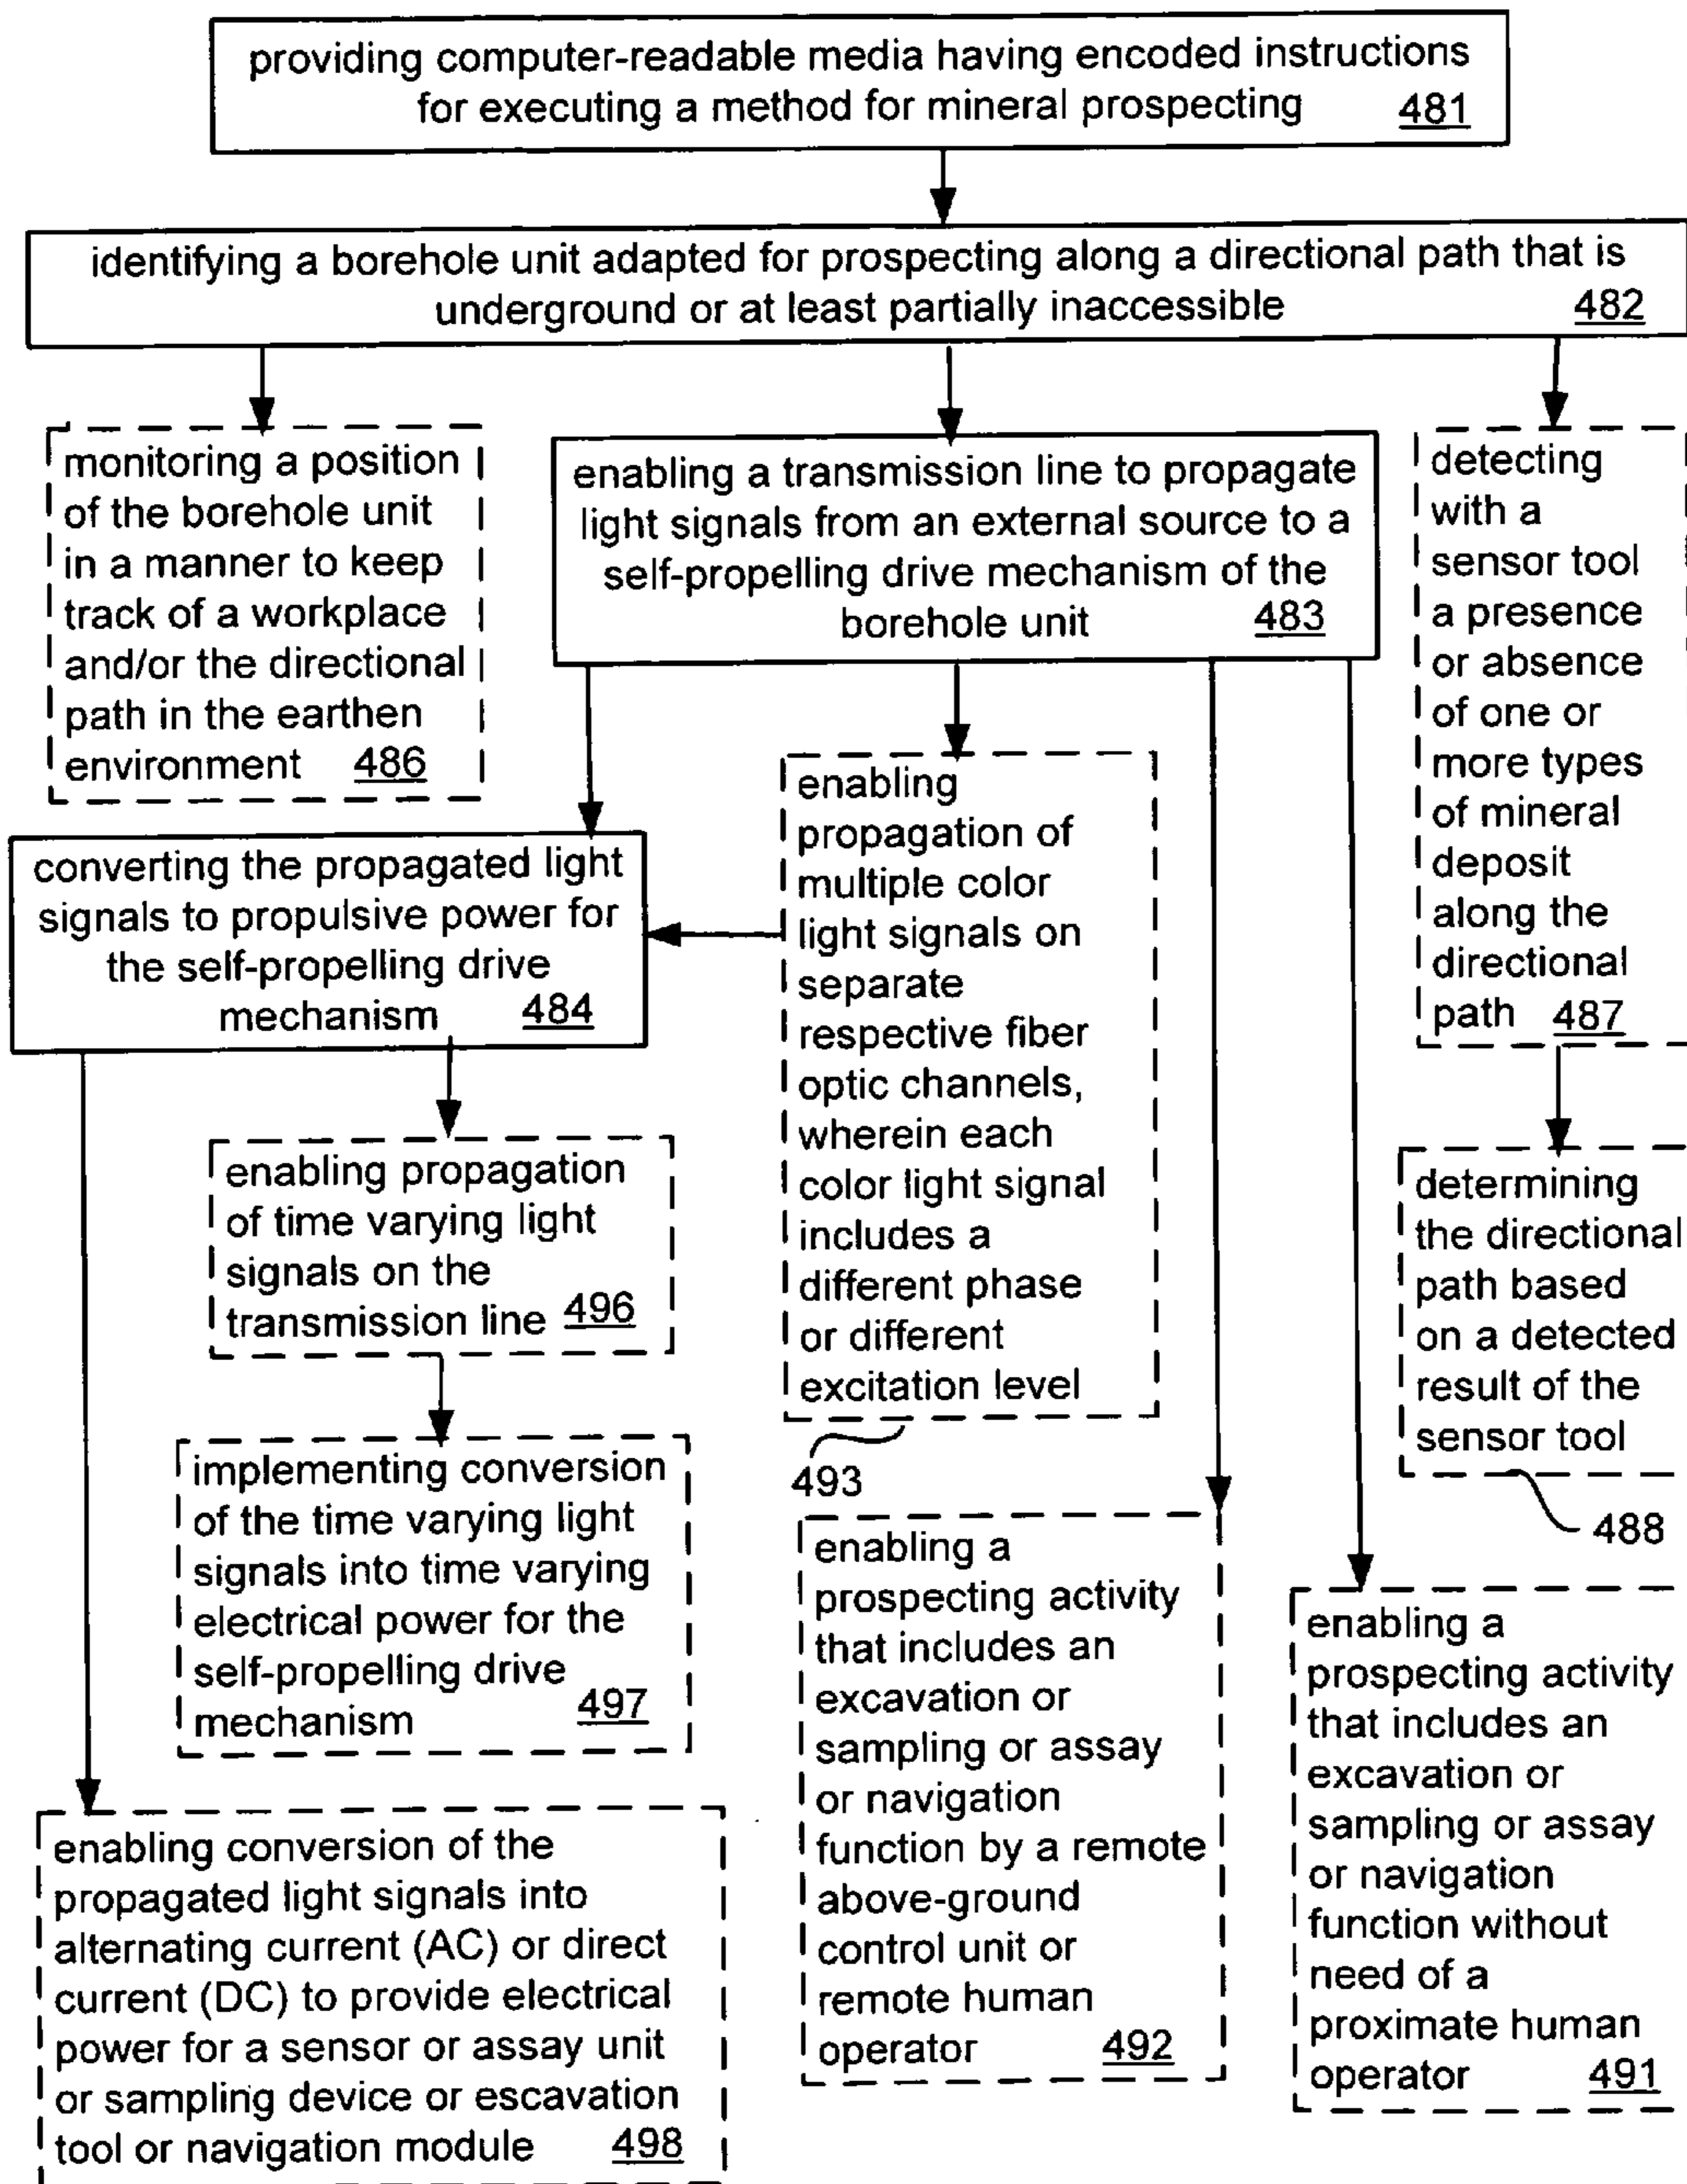 providing computer-readable media having encoded instructions
for executing a method for mineral prospecting 481
identifying a borehole unit adapted for prospecting along a directional path that is
underground or at least partially inaccessible 482
monitoring a position
of the borehole unit
in a manner to keep
track of a workplace
and/or the directional
path in the earthen
environment 486
enabling a transmission line to propagate
light signals from an external source to a
self-propelling drive mechanism of the
borehole unit 483
detecting
with a
sensor tool
a presence
or absence
of one or
more types
of mineral
deposit
along the
directional
path 487
converting the propagated light
signals to propulsive power for
the self-propelling drive
mechanism 484
enabling
propagation of
multiple color
light signals on
separate
respective fiber
optic channels,
wherein each
color light signal
includes a
different phase
or different
excitation level
493
determining
the directional
path based
on a detected
result of the
sensor tool
488
enabling propagation
of time varying light
signals on the
transmission line 496
implementing conversion
of the time varying light
signals into time varying
electrical power for the
self-propelling drive
mechanism 497
enabling a
prospecting activity
that includes an
excavation or
sampling or assay
or navigation
function by a remote
above-ground
control unit or
remote human
operator 492
enabling a
prospecting activity
that includes an
excavation or
sampling or assay
or navigation
function without
need of a
proximate human
operator 491
enabling conversion of the
propagated light signals into
alternating current (AC) or direct
current (DC) to provide electrical
power for a sensor or assay unit
or sampling device or escavation
tool or navigation module 498